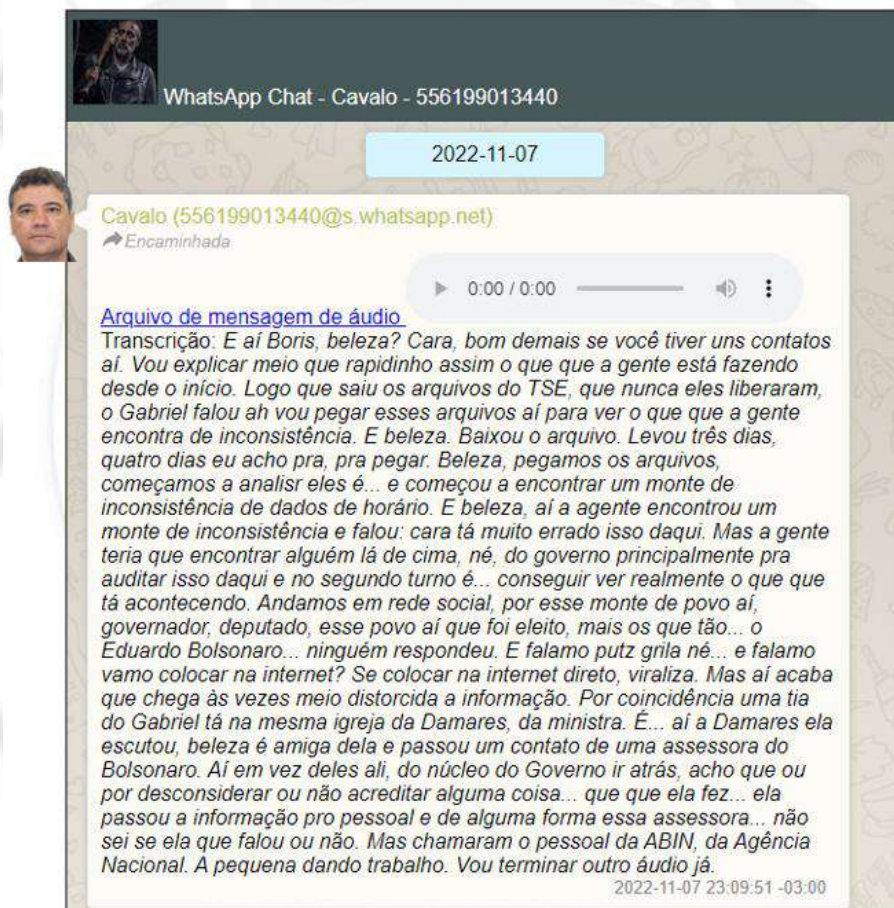 WhatsApp Chat - Cavalo - 556199013440
2022-11-07
Cavalo (556199013440@s.whatsapp.net)
Encaminhada
0:00 / 0:00
Arquivo de mensagem de áudio
Transcrição: E aí Boris, beleza? Cara, bom demais se você tiver uns contatos
aí. Vou explicar meio que rapidinho assim o que que a gente está fazendo
desde o início. Logo que saiu os arquivos do TSE, que nunca eles liberaram,
o Gabriel falou ah vou pegar esses arquivos aí para ver o que que a gente
encontra de inconsistência. E beleza. Baixou o arquivo. Levou três dias,
quatro dias eu acho pra, pra pegar. Beleza, pegamos os arquivos,
começamos a analisr eles é... e começou a encontrar um monte de
inconsistência de dados de horário. E beleza, aí a agente encontrou um
monte de inconsistência e falou: cara tá muito errado isso daqui. Mas a gente
teria que encontrar alguém lá de cima, né, do governo principalmente pra
auditar isso daqui e no segundo turno é... conseguir ver realmente o que que
tá acontecendo. Andamos em rede social, por esse monte de povo aí,
governador, deputado, esse povo aí que foi eleito, mais os que tão... o
Eduardo Bolsonaro... ninguém respondeu. E falamo putz grila né... e falamo
vamo colocar na internet? Se colocar na internet direto, viraliza. Mas aí acaba
que chega às vezes meio distorcida a informação. Por coincidência uma tia
do Gabriel tá na mesma igreja da Damares, da ministra. É... aí a Damares ela
escutou, beleza é amiga dela e passou um contato de uma assessora do
Bolsonaro. Aí em vez deles ali, do núcleo do Governo ir atrás, acho que ou
por desconsiderar ou não acreditar alguma coisa... que que ela fez... ela
passou a informação pro pessoal e de alguma forma essa assessora... não
sei se ela que falou ou não. Mas chamaram o pessoal da ABIN, da Agência
Nacional. A pequena dando trabalho. Vou terminar outro áudio já.
2022-11-07 23:09:51 -03:00